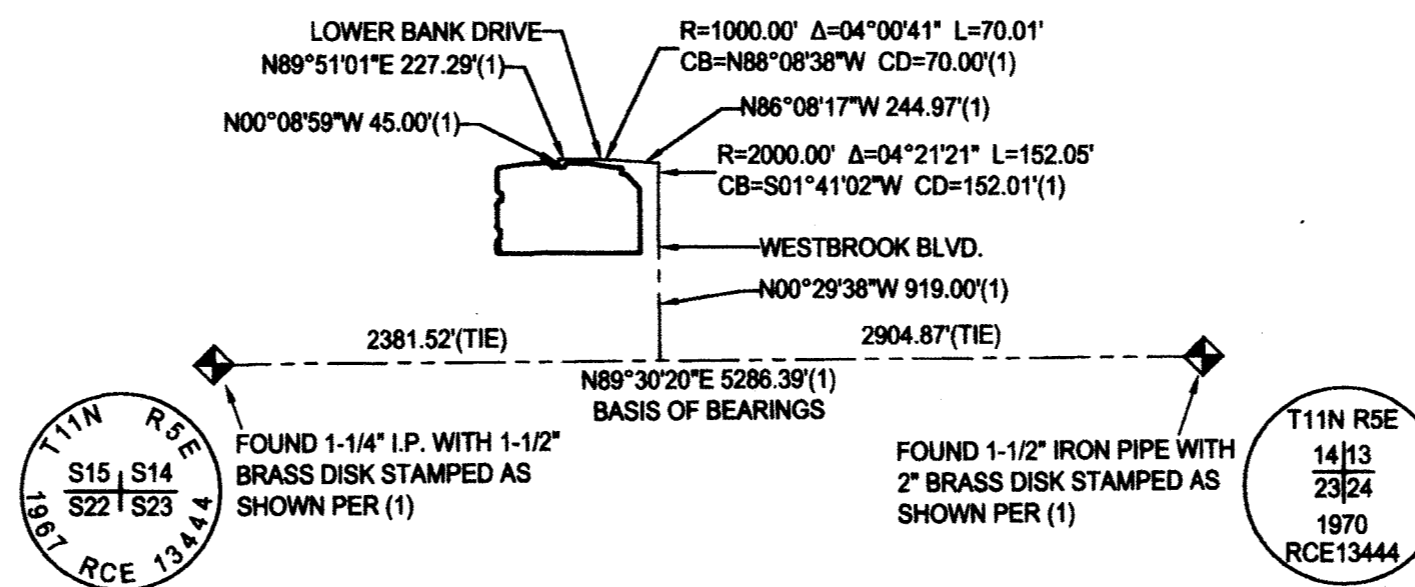 LOWER BANK DRIVE
N89°51'01"E 227.29'(1)
N00°08'59"W 45.00'(1)
R=1000.00' Δ=04°00'41" L=70.01'
CB=N88°08'38"W CD=70.00'(1)
N86°08'17"W 244.97'(1)
R=2000.00' Δ=04°21'21" L=152.05'
CB=S01°41'02"W CD=152.01'(1)
WESTBROOK BLVD.
N00°29'38"W 919.00'(1)
2381.52'(TIE)
2904.87'(TIE)
N89°30'20"E 5286.39'(1)
BASIS OF BEARINGS
T11N R5E
S15 S14
S22 S23
1967 RCE 13444
FOUND 1-1/4" I.P. WITH 1-1/2"
BRASS DISK STAMPED AS
SHOWN PER (1)
FOUND 1-1/2" IRON PIPE WITH
2" BRASS DISK STAMPED AS
SHOWN PER (1)
T11N R5E
14 13
23 24
1970
RCE13444